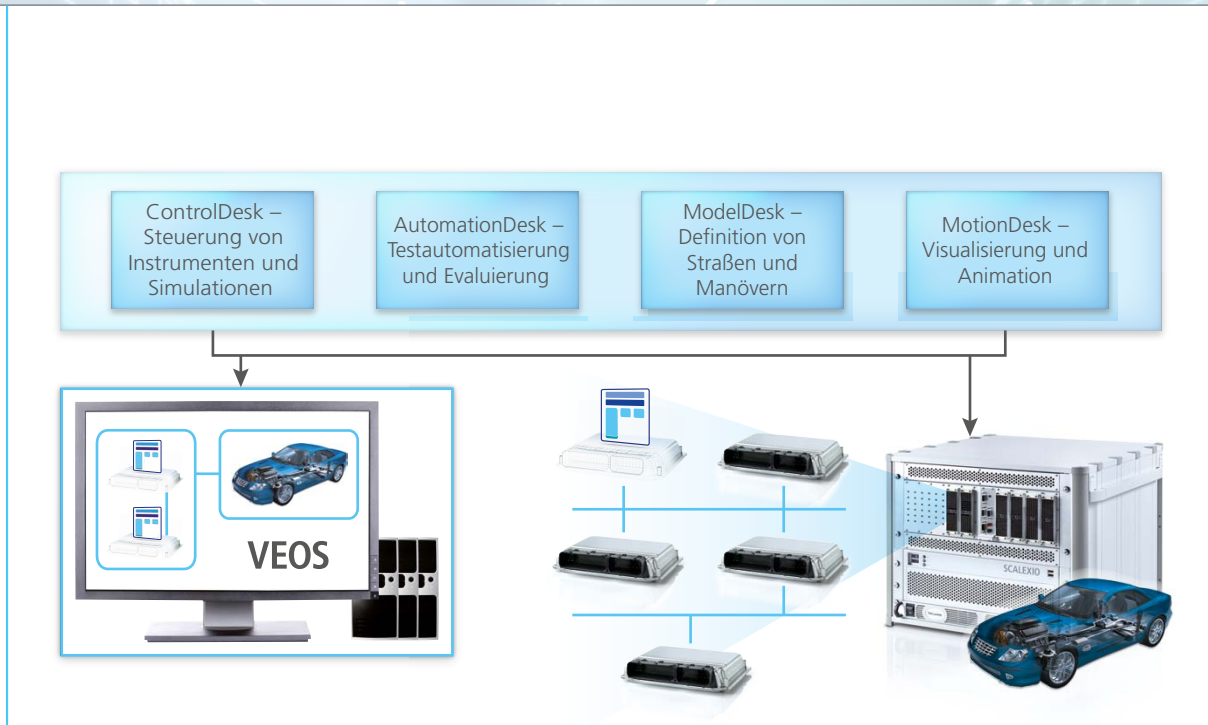 ControlDesk –
Steuerung von
Instrumenten und
Simulationen
AutomationDesk –
Testautomatisierung
und Evaluierung
ModelDesk –
Definition von
Straßen und
Manövern
MotionDesk –
Visualisierung und
Animation
VEOS
SCALEXIO